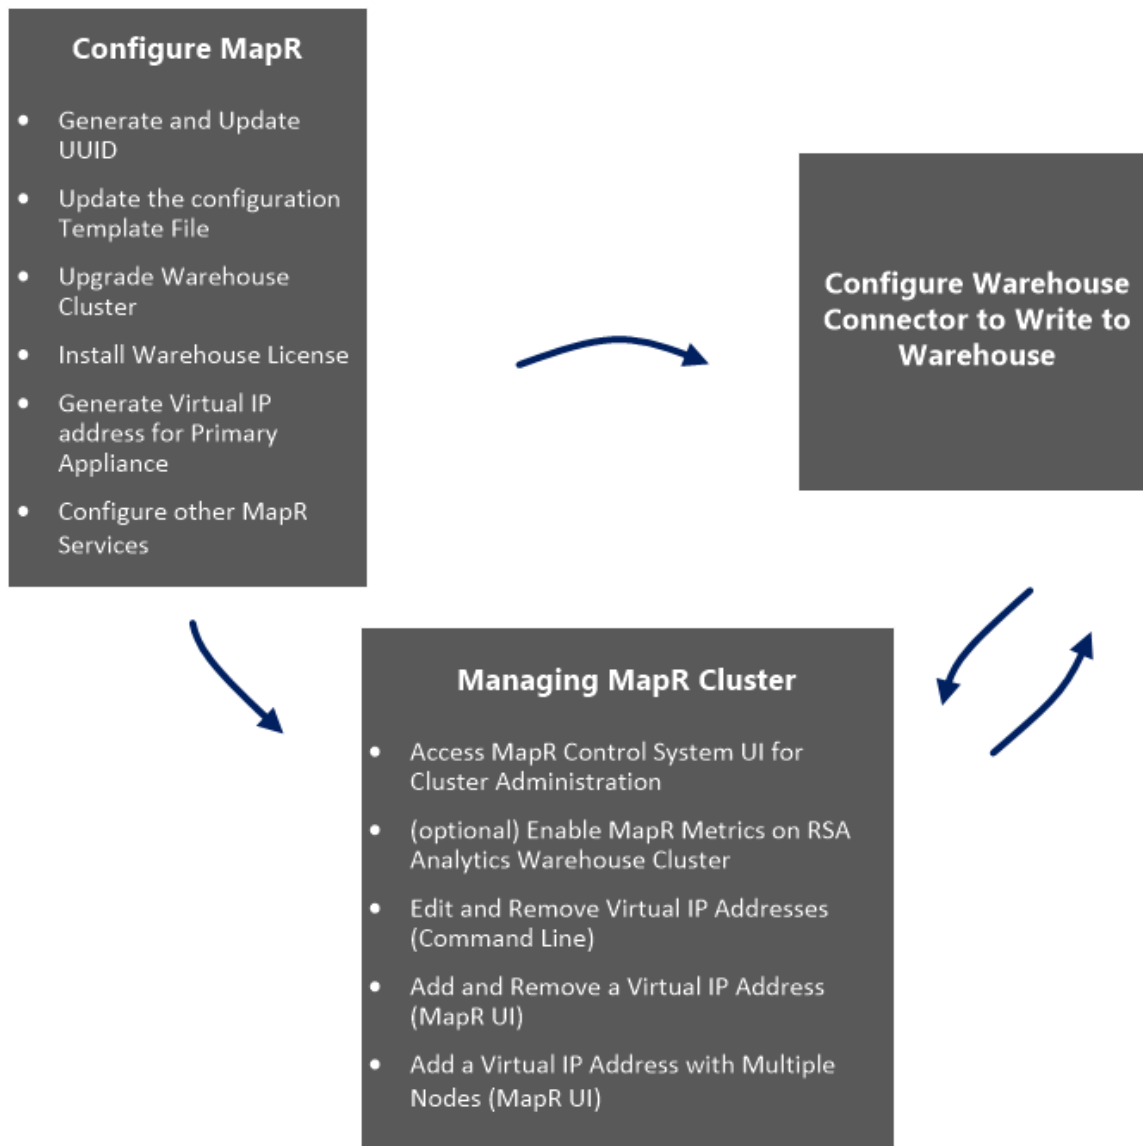 Configure MapR
• Generate and Update
UUID
• Update the configuration
Template File
• Upgrade Warehouse
Cluster
• Install Warehouse License
• Generate Virtual IP
address for Primary
Appliance
• Configure other MapR
Services
Configure Warehouse
Connector to Write to
Warehouse
Managing MapR Cluster
• Access MapR Control System UI for
Cluster Administration
• (optional) Enable MapR Metrics on RSA
Analytics Warehouse Cluster
• Edit and Remove Virtual IP Addresses
(Command Line)
• Add and Remove a Virtual IP Address
(MapR UI)
• Add a Virtual IP Address with Multiple
Nodes (MapR UI)